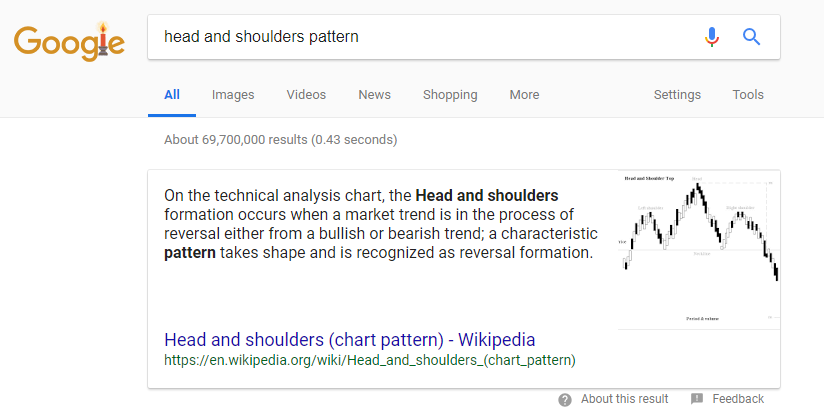 Google
head and shoulders pattern
All Images Videos News Shopping More Settings Tools
About 69,700,000 results (0.43 seconds)
On the technical analysis chart, the Head and shoulders
formation occurs when a market trend is in the process of
reversal either from a bullish or bearish trend; a characteristic
pattern takes shape and is recognized as reversal formation.
Head and Shoulder Top
Head
Left shoulder Right shoulder
Head and shoulders (chart pattern) - Wikipedia
https://en.wikipedia.org/wiki/Head_and_shoulders_(chart_pattern)
About this result Feedback